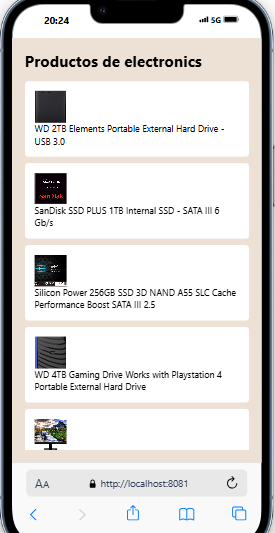 20:24
5G
Productos de electronics
WD 2TB Elements Portable External Hard Drive -
USB 3.0
SanDisk SSD PLUS 1TB Internal SSD - SATA III 6
Gb/s
Silicon Power 256GB SSD 3D NAND A55 SLC Cache
Performance Boost SATA III 2.5
WD 4TB Gaming Drive Works with Playstation 4
Portable External Hard Drive
AA
http://localhost:8081